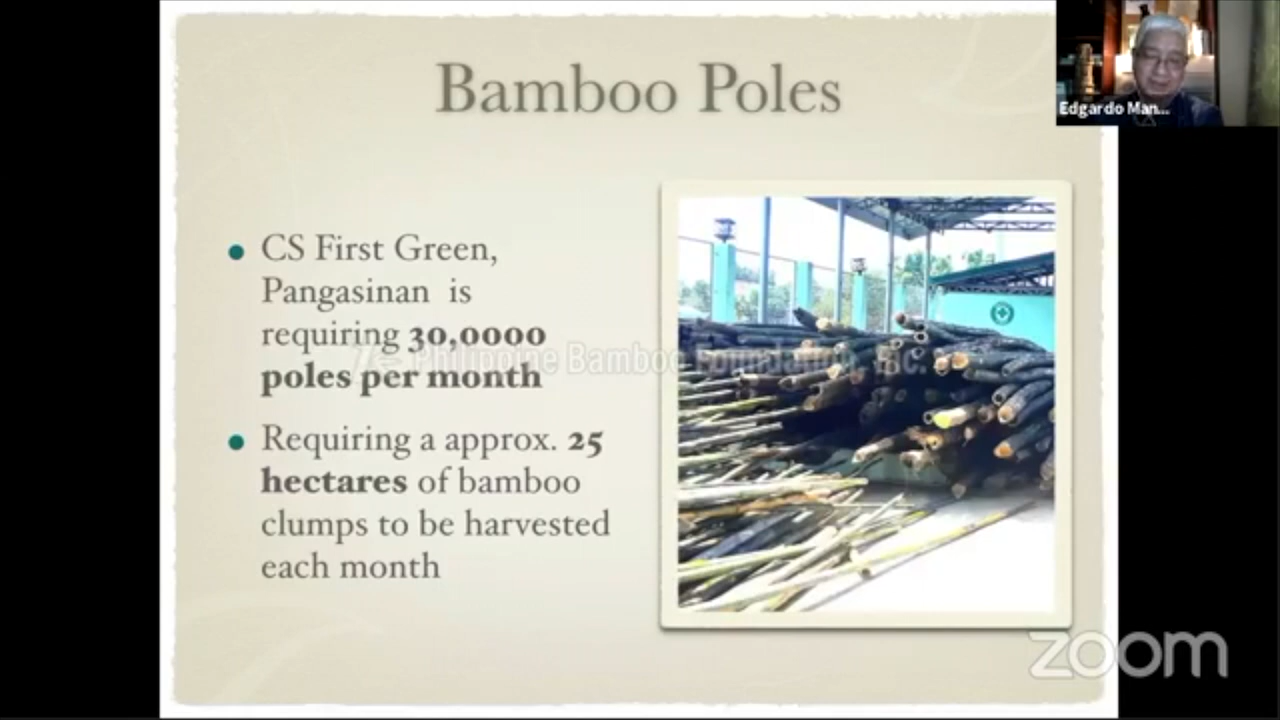 Bamboo Poles
Edgardo Man...
CS First Green,
Pangasinan is
requiring 30,0000
poles per month
Philippine Bamboo Foundation, Inc.
Requiring a approx. 25
hectares of bamboo
clumps to be harvested
each month
zoom